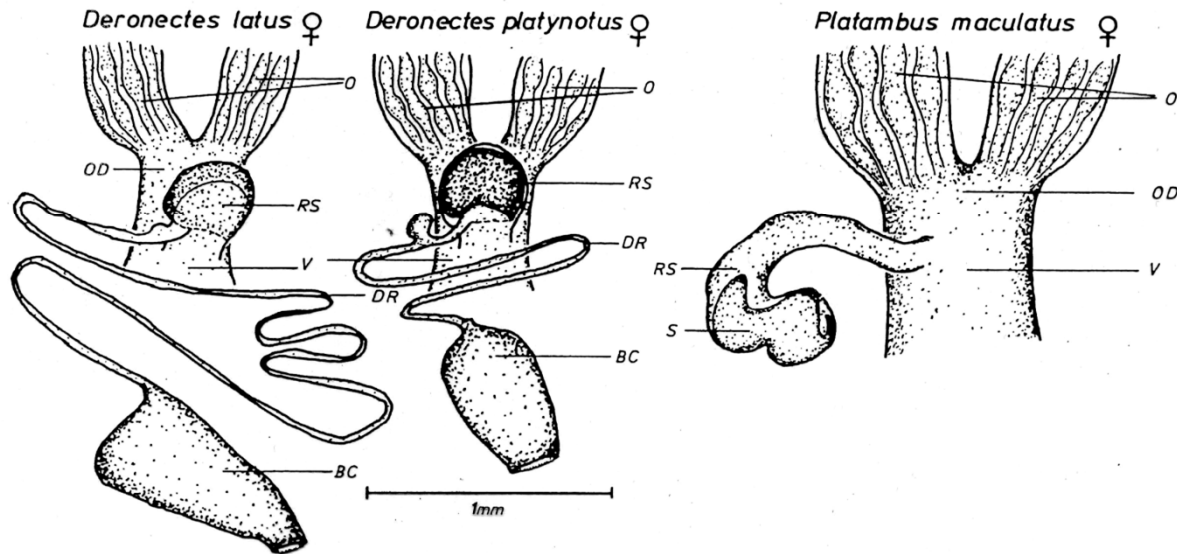 Deronectes latus ♀ Deronectes platynotus ♀ Platambus maculatus ♀
O O O
OD RS OD
RS
V DR RS V
DR S
BC
BC
1mm